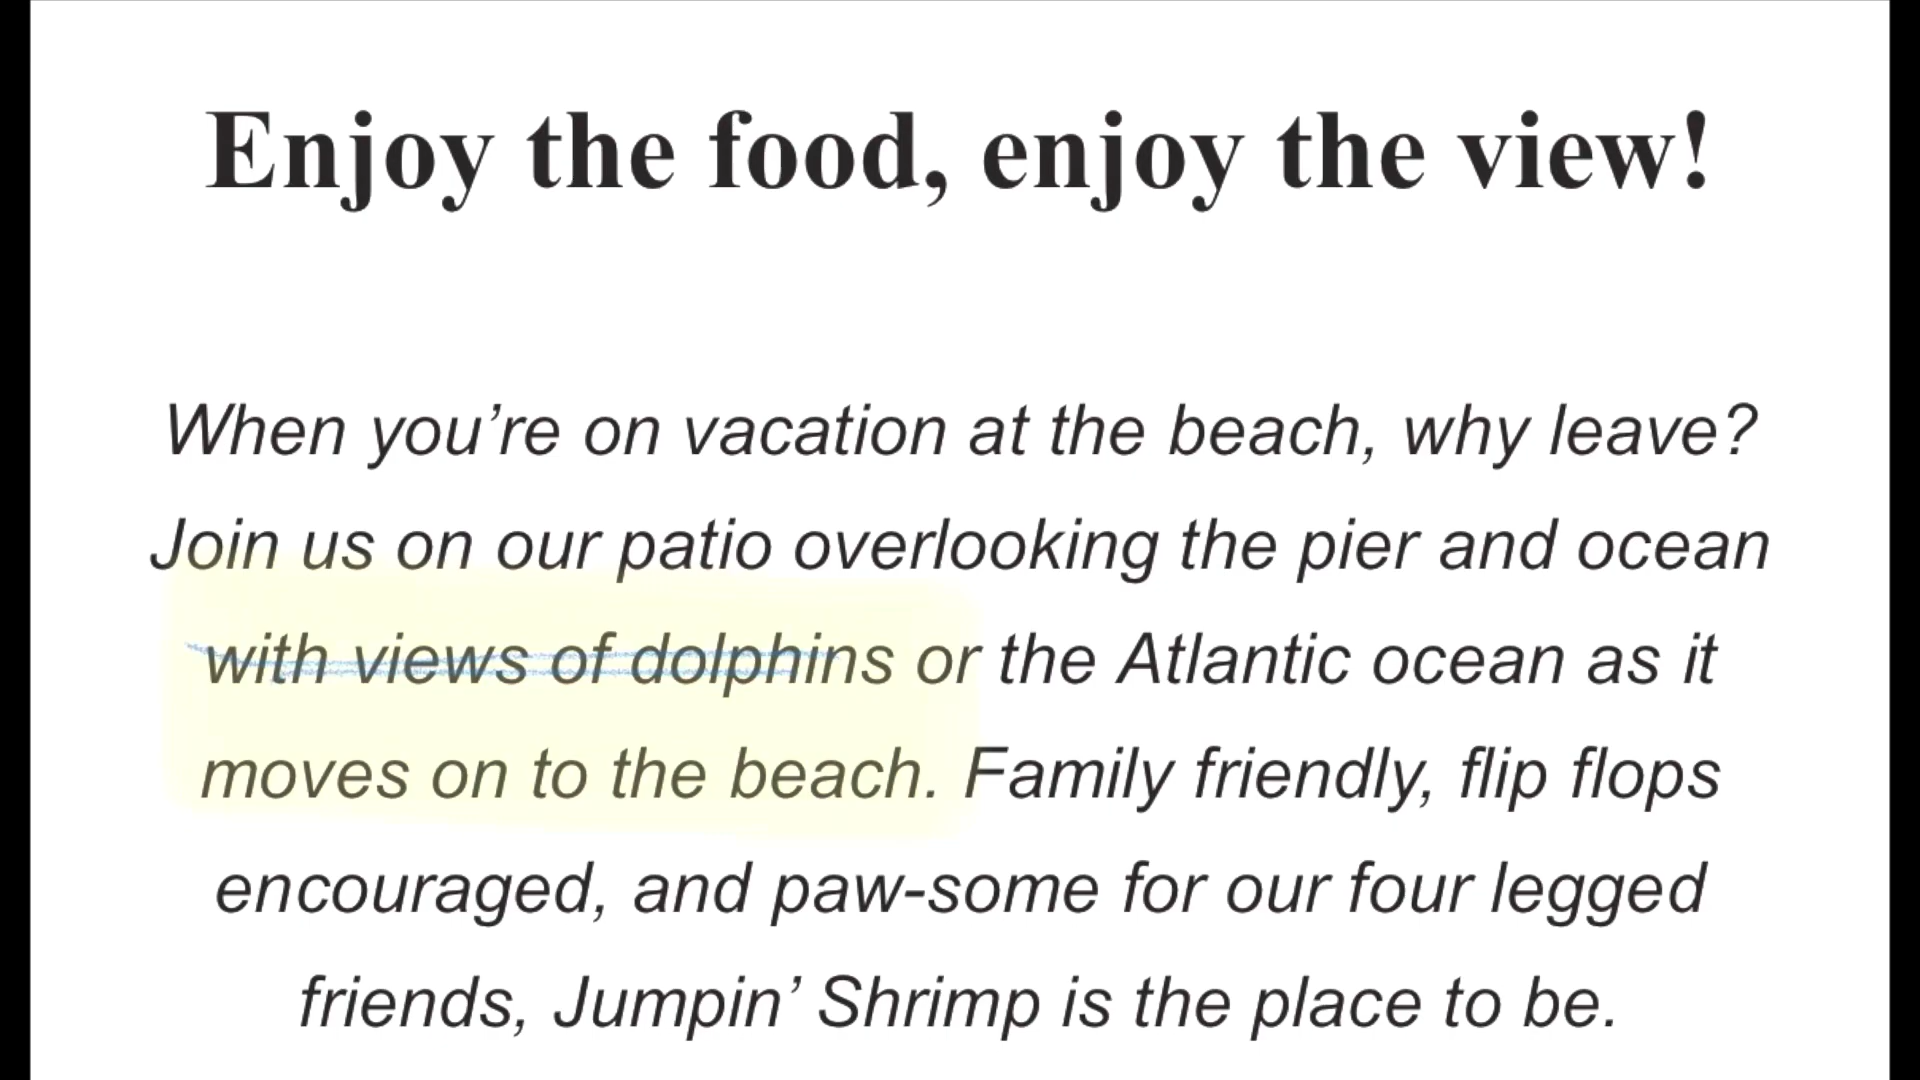 Enjoy the food, enjoy the view!
When you’re on vacation at the beach, why leave?
Join us on our patio overlooking the pier and ocean
with views of dolphins or the Atlantic ocean as it
moves on to the beach. Family friendly, flip flops
encouraged, and paw-some for our four legged
friends, Jumpin’ Shrimp is the place to be.